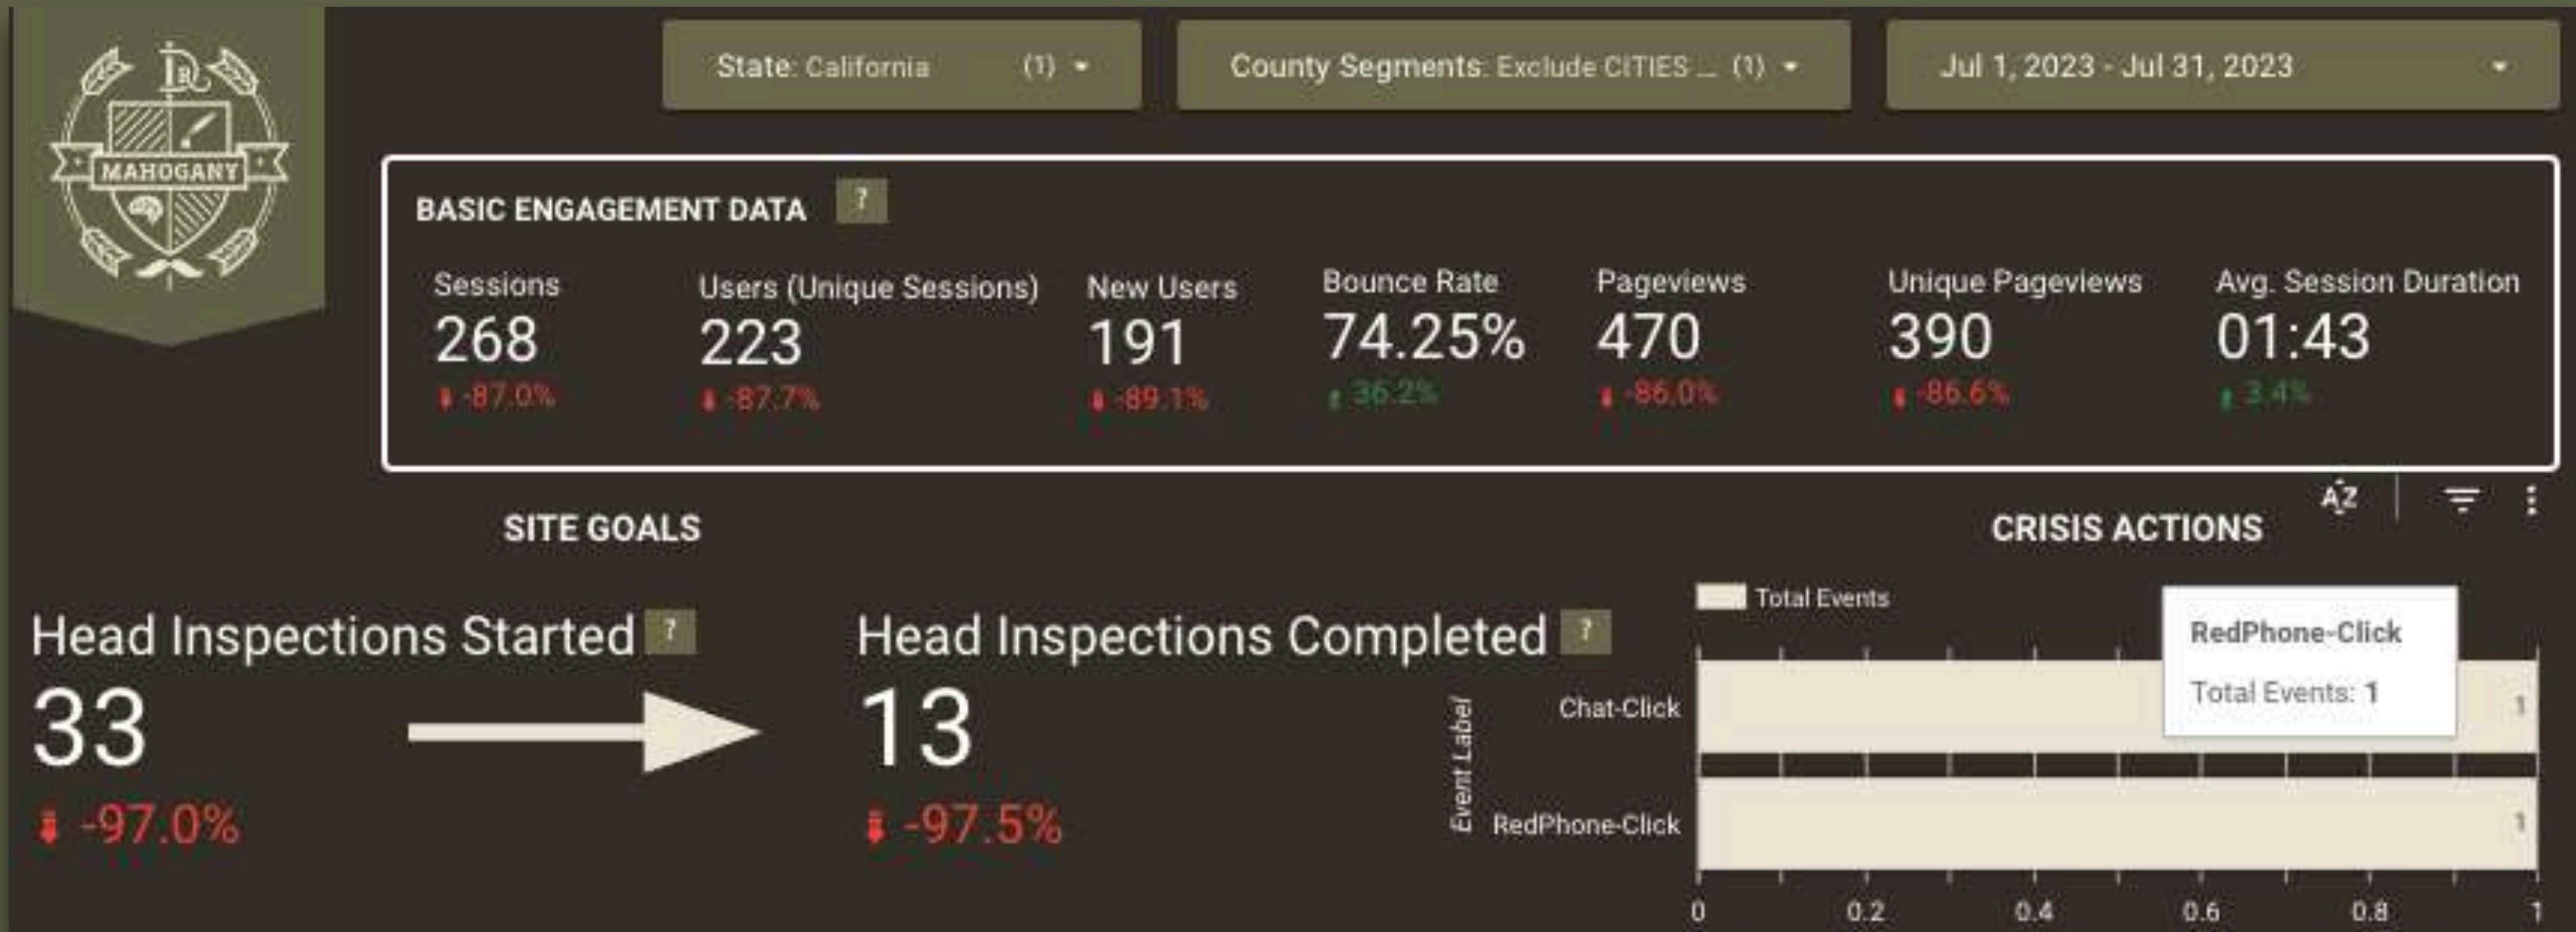 DR
MAHOGANY
State: California (1)
County Segments: Exclude CITIES ... (1)
Jul 1, 2023 - Jul 31, 2023
BASIC ENGAGEMENT DATA ?
Sessions
268
-87.0%
Users (Unique Sessions)
223
-87.7%
New Users
191
-89.1%
Bounce Rate
74.25%
36.2%
Pageviews
470
-86.0%
Unique Pageviews
390
-86.6%
Avg. Session Duration
01:43
3.4%
SITE GOALS
Head Inspections Started ?
33
-97.0%
Head Inspections Completed ?
13
-97.5%
CRISIS ACTIONS
AZ
Total Events
RedPhone-Click
Total Events: 1
Event Label
Chat-Click
1
RedPhone-Click
1
0 0.2 0.4 0.6 0.8 1